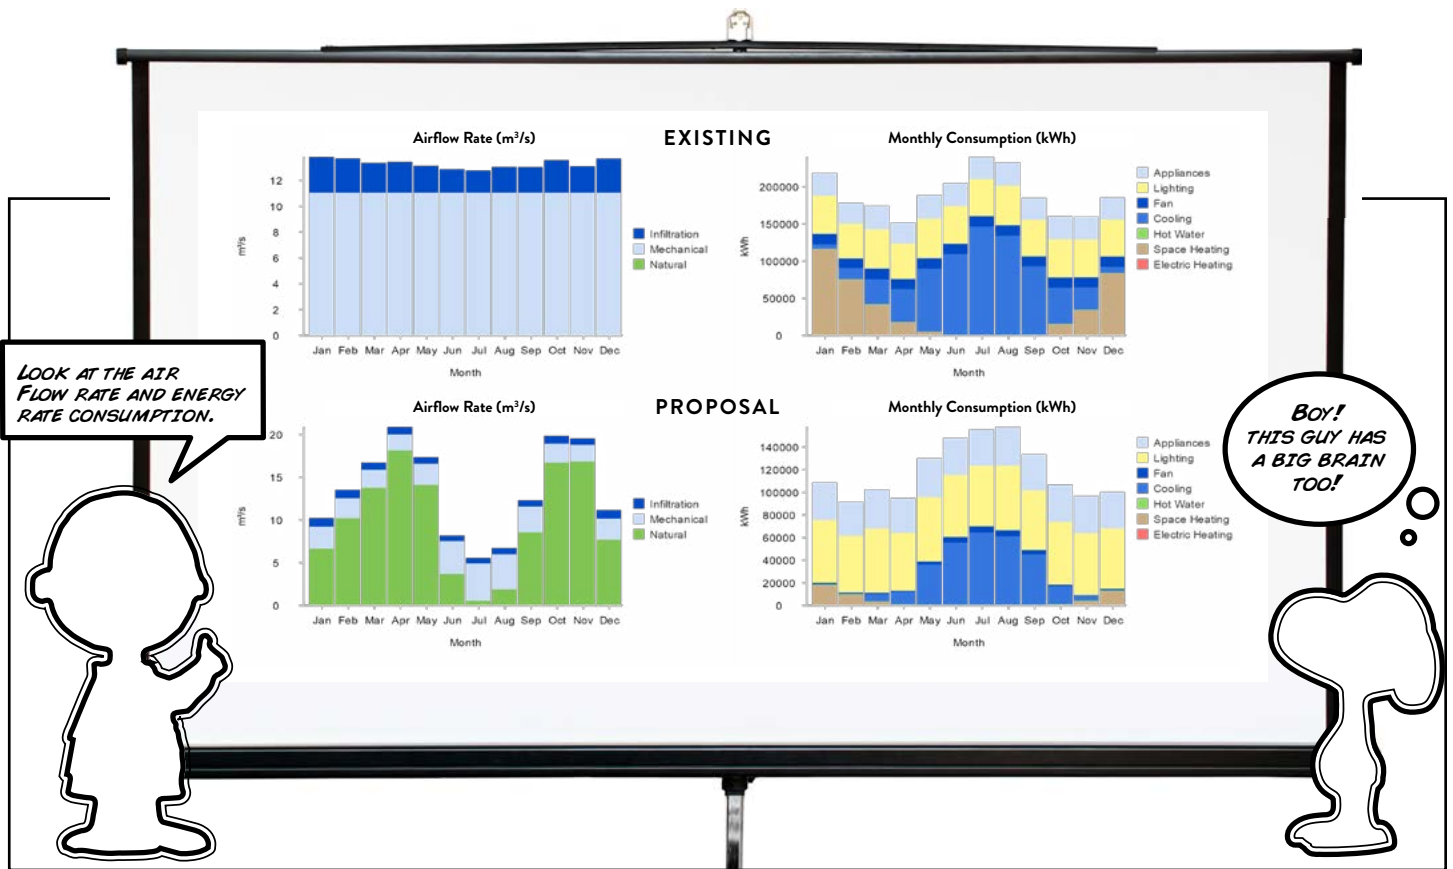 EXISTING
Airflow Rate (m³/s)
12
10
8
6
4
2
0
m³/s
Jan Feb Mar Apr May Jun Jul Aug Sep Oct Nov Dec
Month
Infiltration
Mechanical
Natural
Monthly Consumption (kWh)
200000
150000
100000
50000
0
kWh
Jan Feb Mar Apr May Jun Jul Aug Sep Oct Nov Dec
Month
Appliances
Lighting
Fan
Cooling
Hot Water
Space Heating
Electric Heating
LOOK AT THE AIR
FLOW RATE AND ENERGY
RATE CONSUMPTION.
PROPOSAL
Airflow Rate (m³/s)
20
15
10
5
0
m³/s
Jan Feb Mar Apr May Jun Jul Aug Sep Oct Nov Dec
Month
Infiltration
Mechanical
Natural
Monthly Consumption (kWh)
140000
120000
100000
80000
60000
40000
20000
0
kWh
Jan Feb Mar Apr May Jun Jul Aug Sep Oct Nov Dec
Month
Appliances
Lighting
Fan
Cooling
Hot Water
Space Heating
Electric Heating
BOY!
THIS GUY HAS
A BIG BRAIN
TOO!